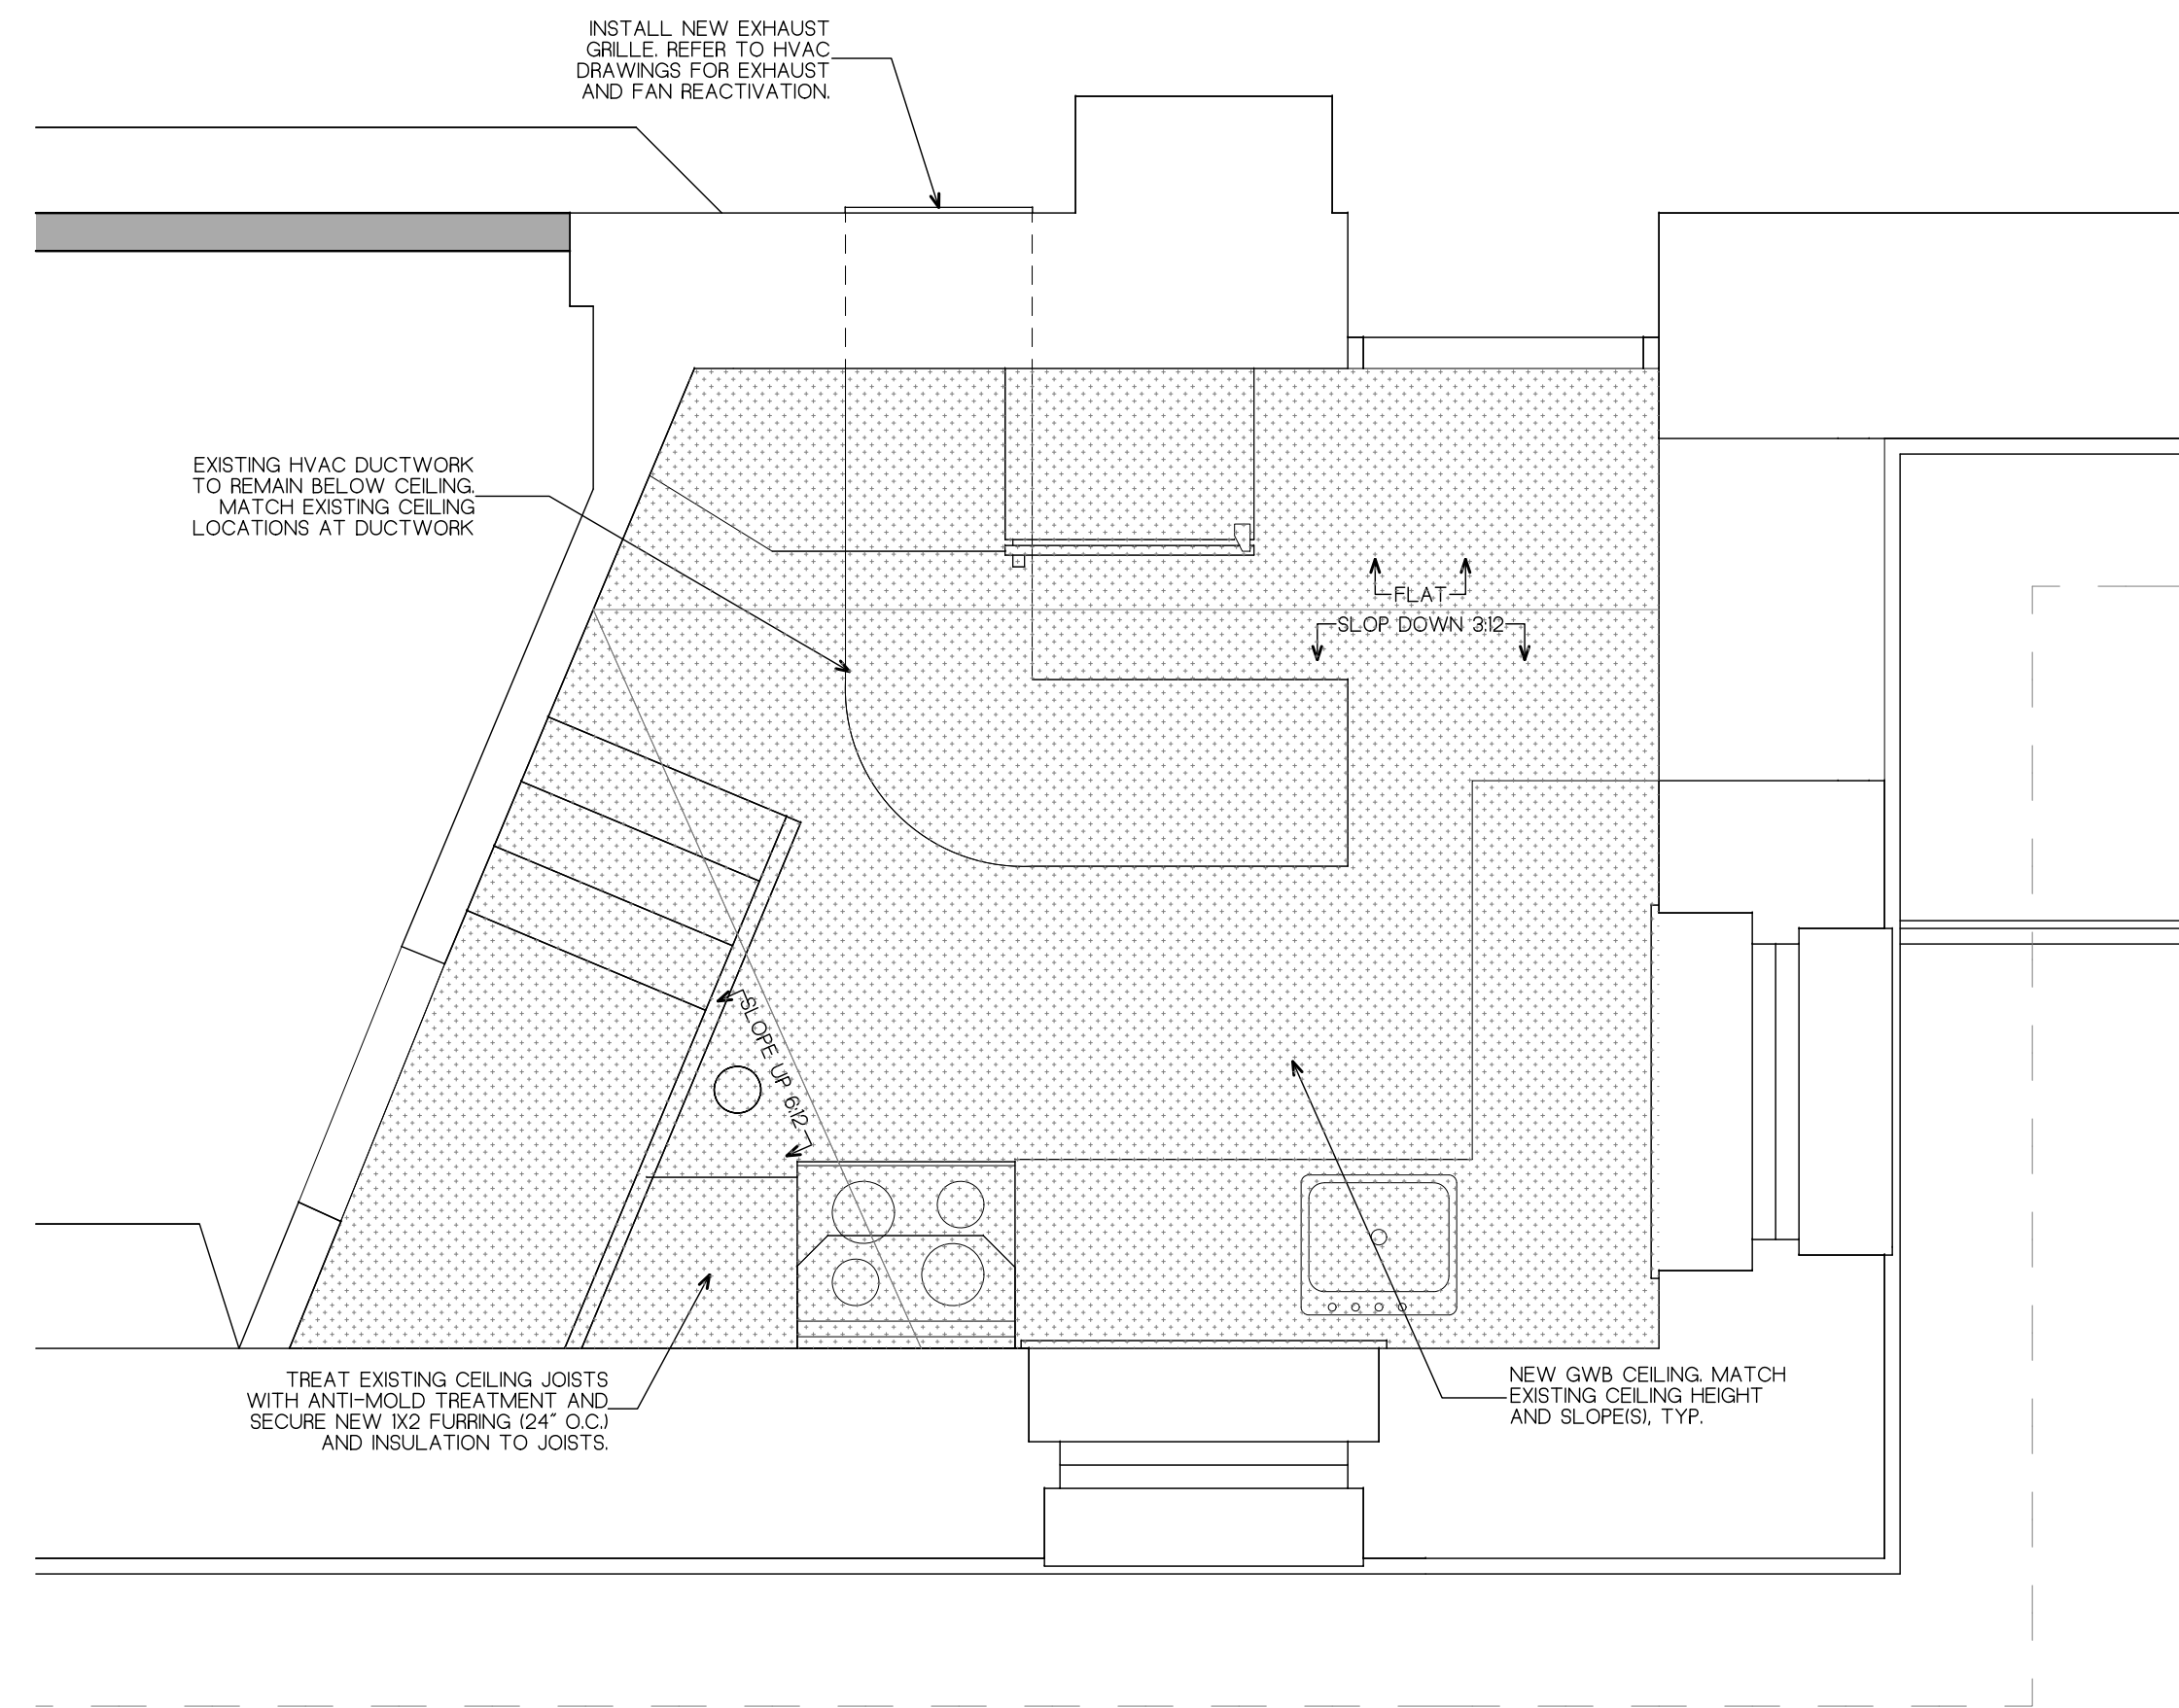 INSTALL NEW EXHAUST
GRILLE. REFER TO HVAC
DRAWINGS FOR EXHAUST
AND FAN REACTIVATION.
EXISTING HVAC DUCTWORK
TO REMAIN BELOW CEILING.
MATCH EXISTING CEILING
LOCATIONS AT DUCTWORK
FLAT
SLOP DOWN 3:12
SLOPE UP 6:12
TREAT EXISTING CEILING JOISTS
WITH ANTI-MOLD TREATMENT AND
SECURE NEW 1X2 FURRING (24" O.C.)
AND INSULATION TO JOISTS.
NEW GWB CEILING. MATCH
EXISTING CEILING HEIGHT
AND SLOPE(S), TYP.